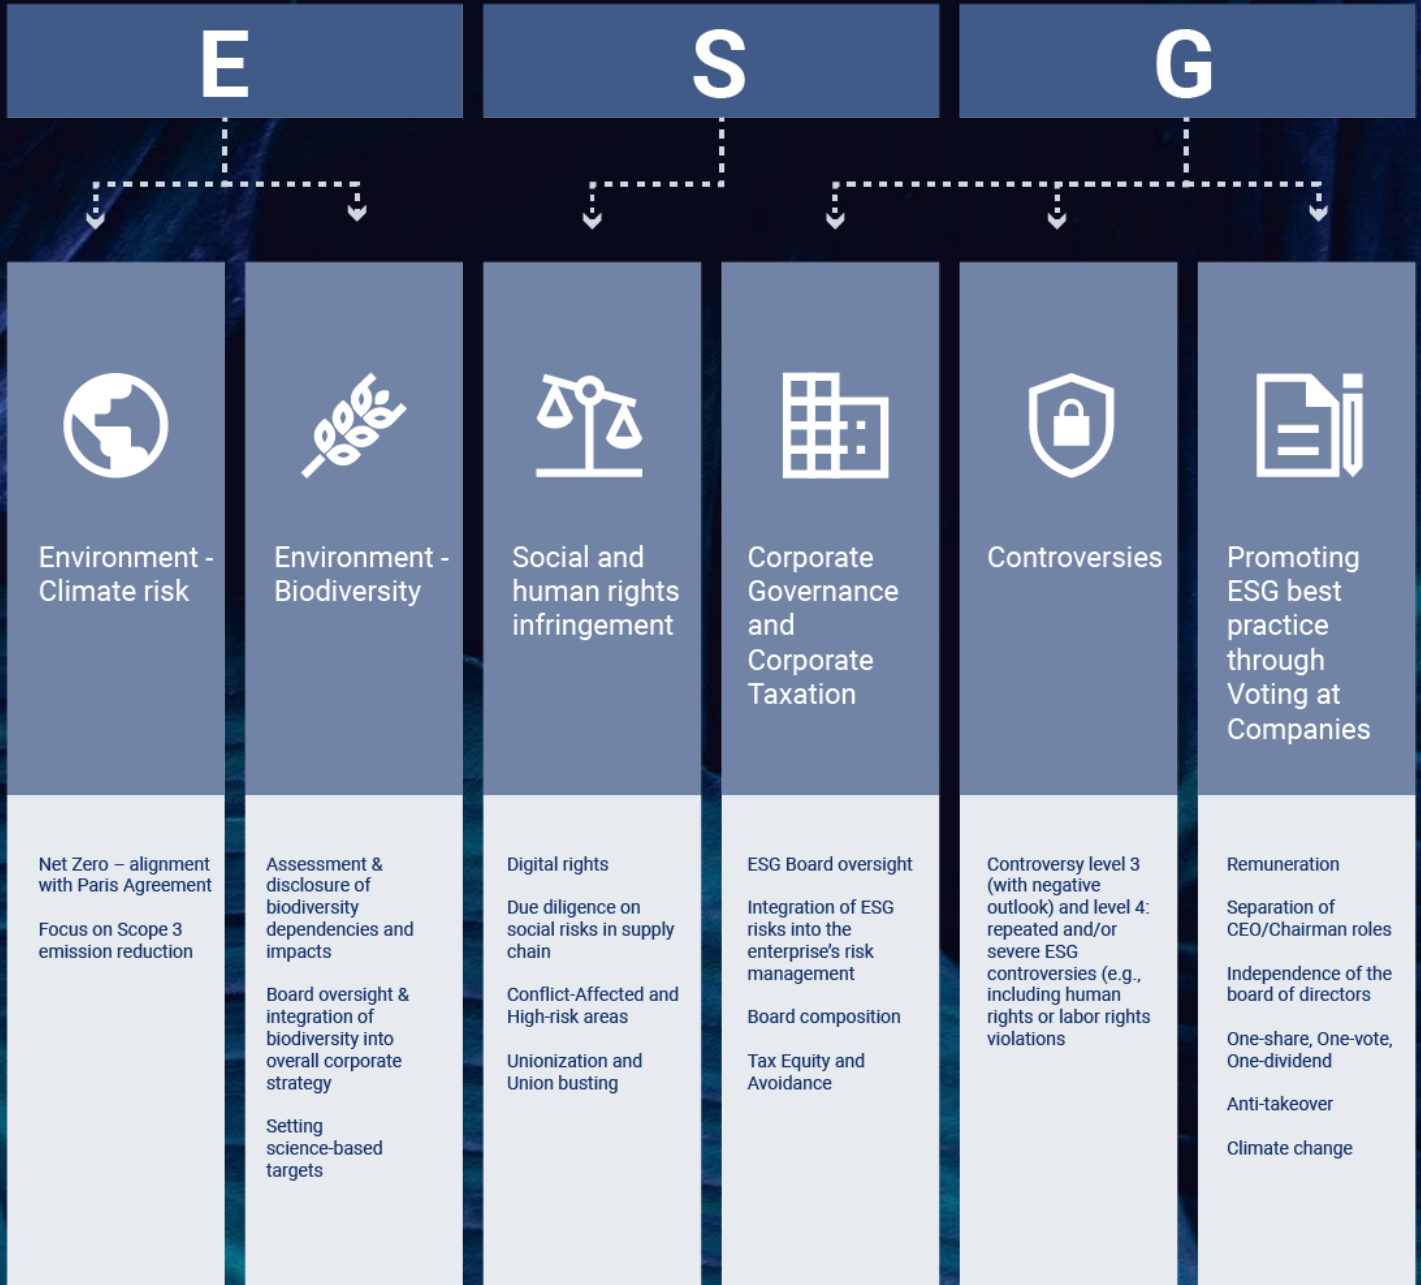 E
S
G
Environment -
Climate risk
Environment -
Biodiversity
Social and
human rights
infringement
Corporate
Governance
and
Corporate
Taxation
Controversies
Promoting
ESG best
practice
through
Voting at
Companies
Net Zero – alignment
with Paris Agreement
Focus on Scope 3
emission reduction
Assessment &
disclosure of
biodiversity
dependencies and
impacts
Board oversight &
integration of
biodiversity into
overall corporate
strategy
Setting
science-based
targets
Digital rights
Due diligence on
social risks in supply
chain
Conflict-Affected and
High-risk areas
Unionization and
Union busting
ESG Board oversight
Integration of ESG
risks into the
enterprise’s risk
management
Board composition
Tax Equity and
Avoidance
Controversy level 3
(with negative
outlook) and level 4:
repeated and/or
severe ESG
controversies (e.g.,
including human
rights or labor rights
violations
Remuneration
Separation of
CEO/Chairman roles
Independence of the
board of directors
One-share, One-vote,
One-dividend
Anti-takeover
Climate change